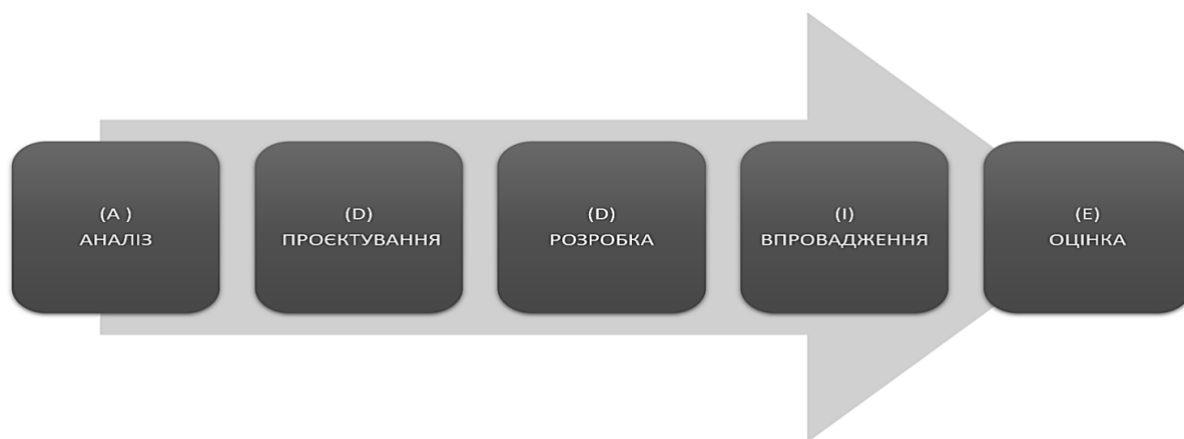 (A )
АНАЛІЗ
(D)
ПРОЄКТУВАННЯ
(D)
РОЗРОБКА
(I)
ВПРОВАДЖЕННЯ
(E)
ОЦІНКА